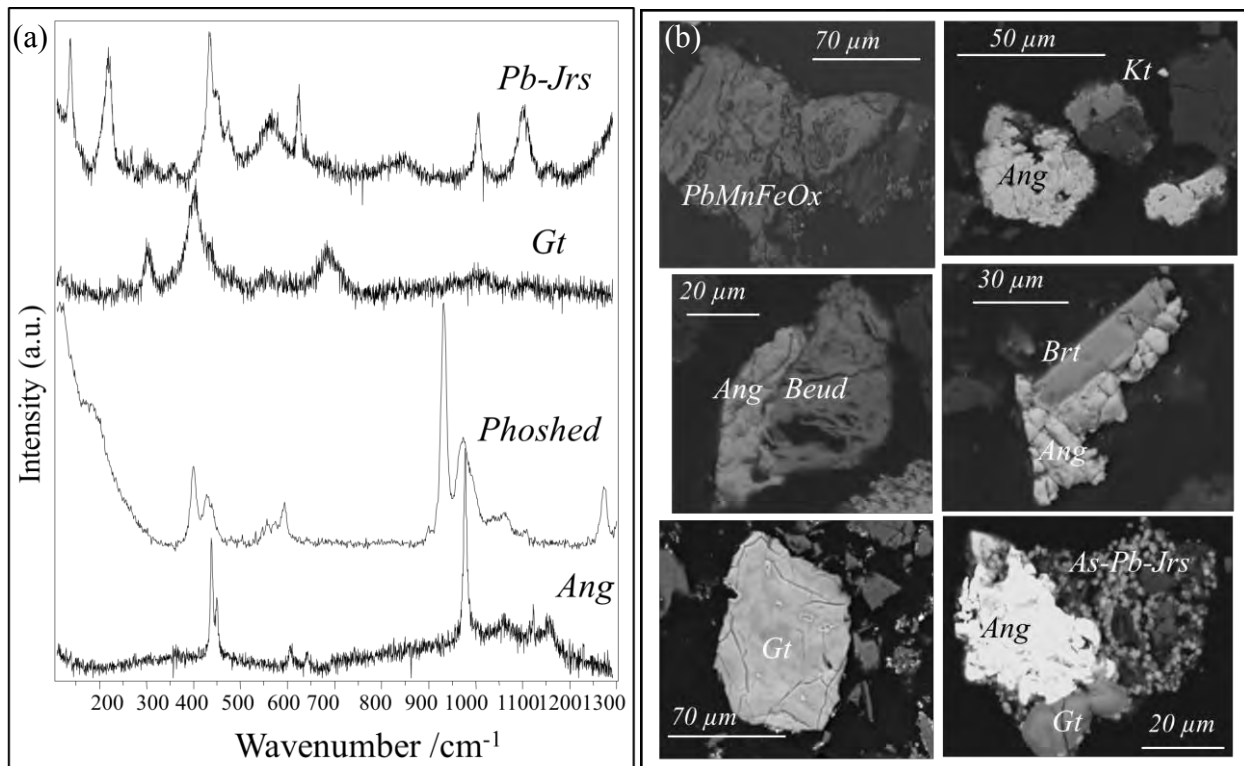 (a)
Pb-Jrs
Gt
Phoshed
Ang
Intensity (a.u.)
200 300 400 500 600 700 800 900 1000 1100 1200 1300
Wavenumber /cm-1
(b)
70 µm
PbMnFeOx
50 µm
Kt
Ang
20 µm
Ang Beud
30 µm
Brt
Ang
Gt
70 µm
As-Pb-Jrs
Ang
Gt
20 µm